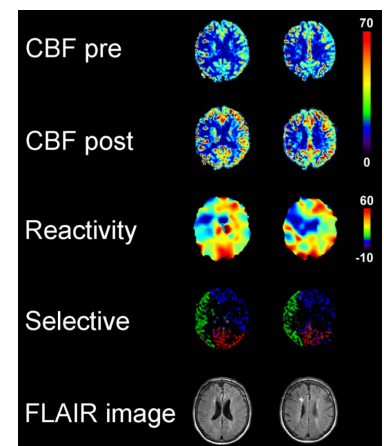 70
CBF pre
CBF post
0
60
Reactivity
-10
Selective
FLAIR image